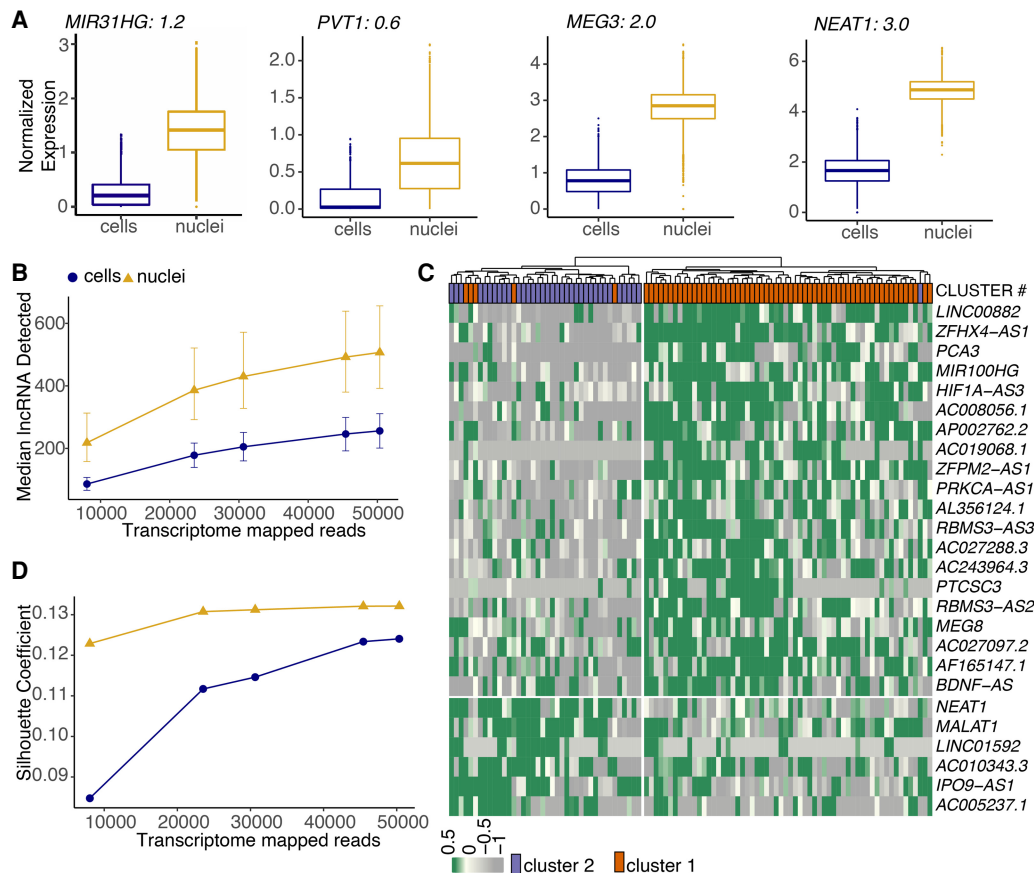 A
MIR31HG: 1.2
PVT1: 0.6
MEG3: 2.0
NEAT1: 3.0
Normalized
Expression
3
2
1
0
cells
nuclei
2.0
1.5
1.0
0.5
0.0
cells
nuclei
4
3
2
1
0
cells
nuclei
6
4
2
0
cells
nuclei
B
cells
nuclei
Median lncRNA Detected
600
400
200
10000 20000 30000 40000 50000
Transcriptome mapped reads
C
CLUSTER #
LINC00882
ZFHX4−AS1
PCA3
MIR100HG
HIF1A−AS3
AC008056.1
AP002762.2
AC019068.1
ZFPM2−AS1
PRKCA−AS1
AL356124.1
RBMS3−AS3
AC027288.3
AC243964.3
PTCSC3
RBMS3−AS2
MEG8
AC027097.2
AF165147.1
BDNF−AS
NEAT1
MALAT1
LINC01592
AC010343.3
IPO9−AS1
AC005237.1
0.5
0
−0.5
−1
cluster 2
cluster 1
D
Silhouette Coefficient
0.13
0.12
0.11
0.10
0.09
10000 20000 30000 40000 50000
Transcriptome mapped reads